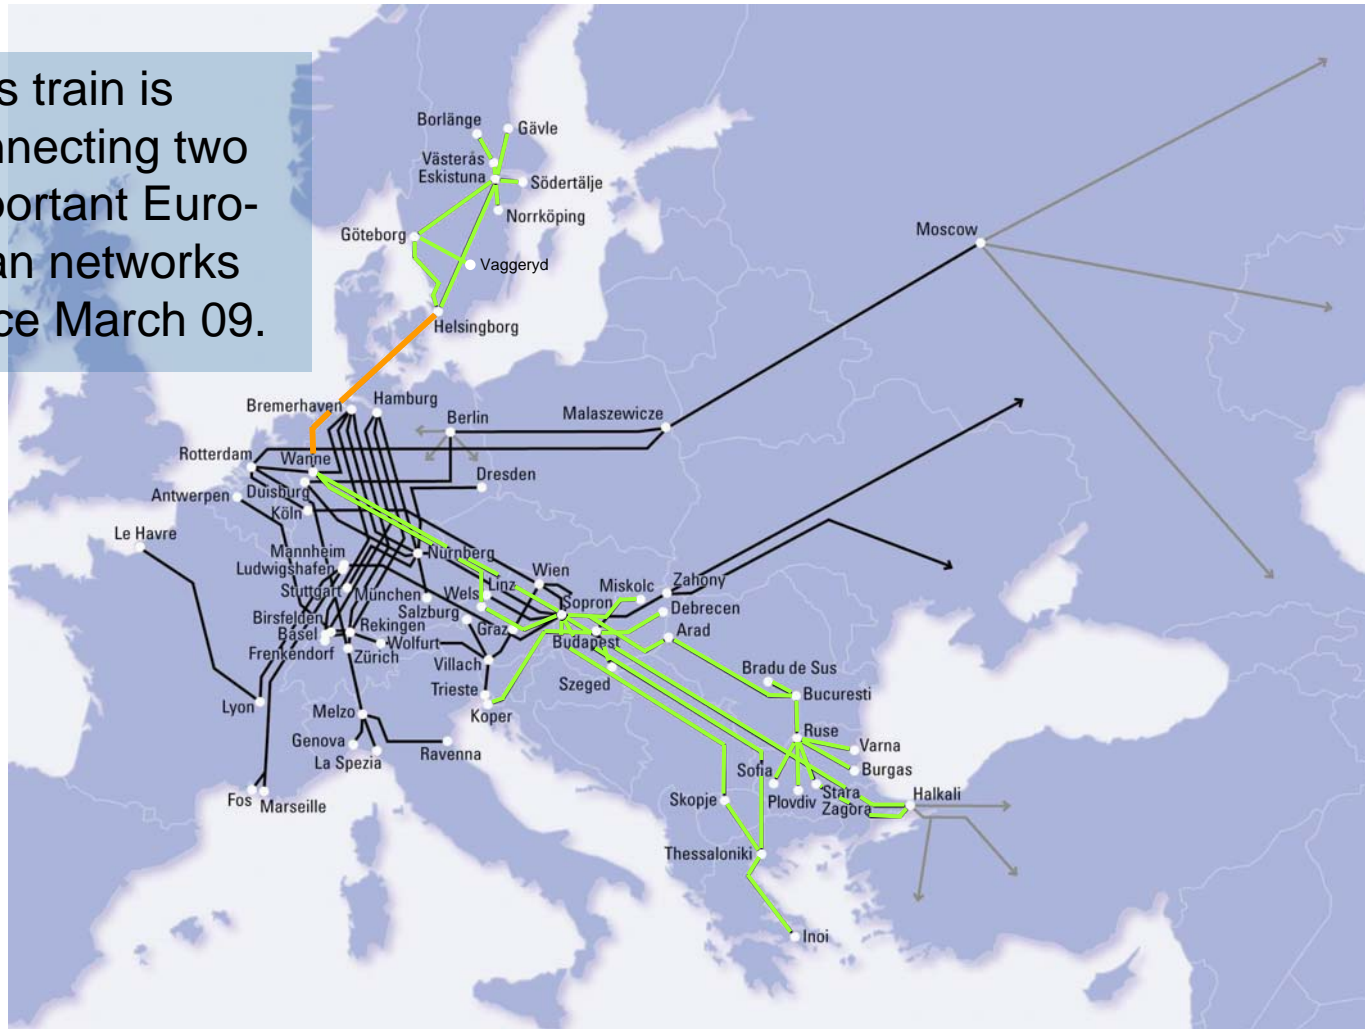 s train is
nnecting two
portant Euro-
an networks
ce March 09.
Borlänge
Gävle
Västerås
Eskistuna
Södertälje
Norrköping
Göteborg
Vaggeryd
Helsingborg
Moscow
Bremerhaven
Hamburg
Berlin
Malaszewicze
Rotterdam
Wanne
Dresden
Antwerpen
Duisburg
Köln
Le Havre
Mannheim
Ludwigshafen
Nürnberg
Wien
Linz
Miskolc
Zahony
Stuttgart
München
Wels
Sopron
Debrecen
Salzburg
Birsfelden
Rekingen
Graz
Arad
Basel
Wolfurt
Budapest
Frenkendorf
Zürich
Villach
Szeged
Bradu de Sus
Trieste
Bucuresti
Lyon
Melzo
Koper
Genova
Ravenna
Ruse
Varna
La Spezia
Sofia
Burgas
Fos
Marseille
Skopje
Plovdiv
Stara
Zagora
Halkali
Thessaloniki
Inoi